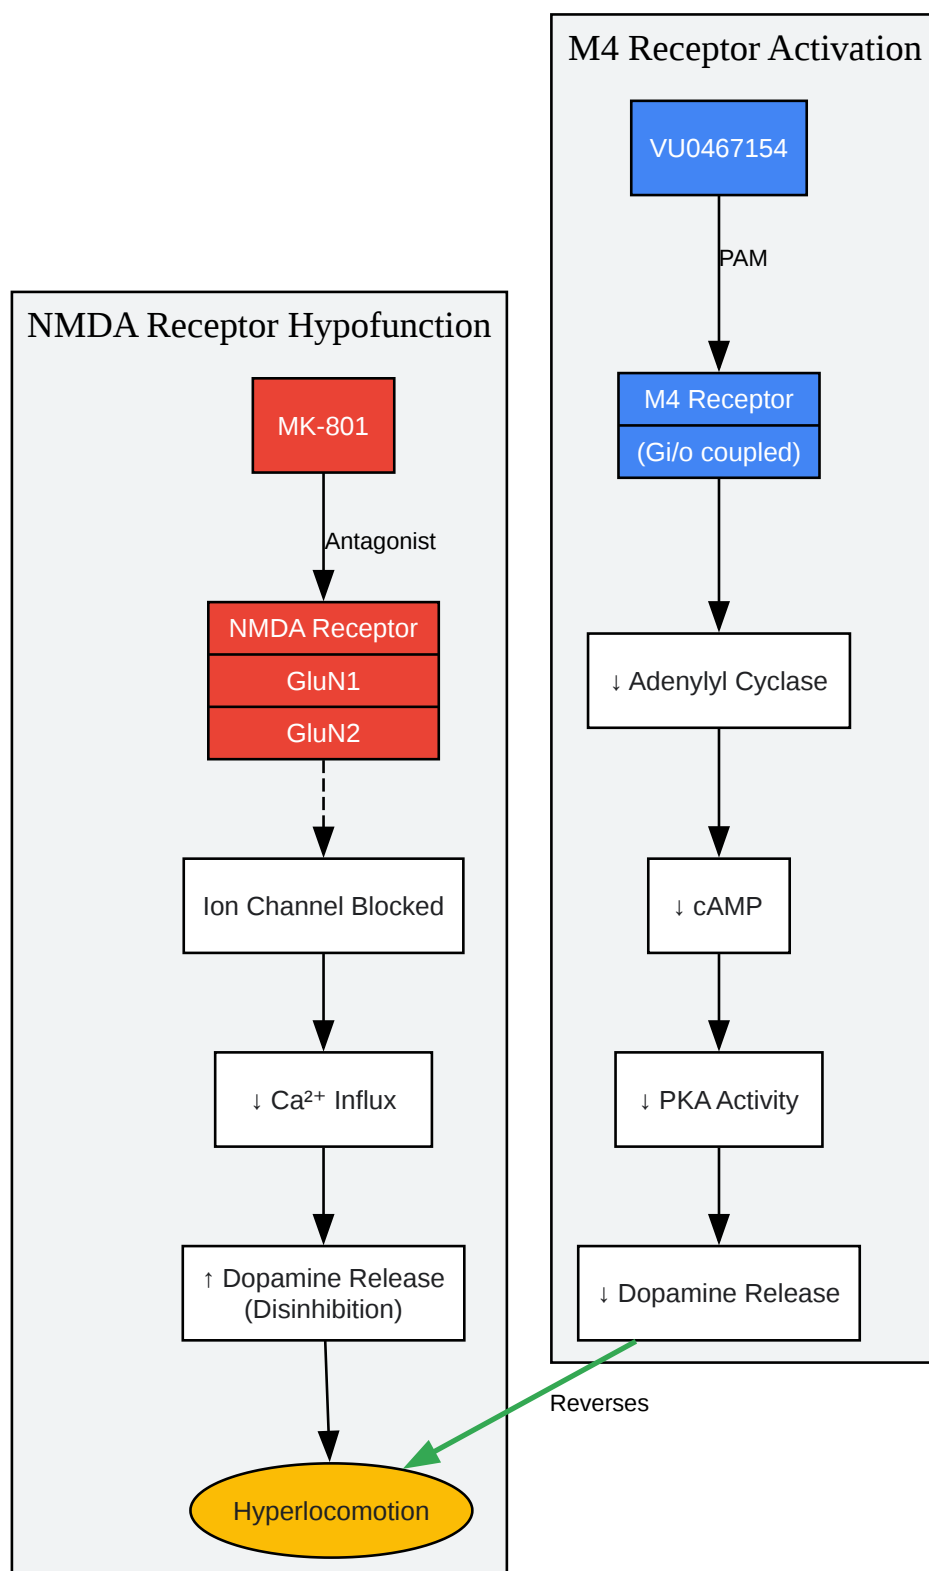 M4 Receptor Activation
VU0467154
PAM
M4 Receptor
(Gi/o coupled)
↓ Adenylyl Cyclase
↓ cAMP
↓ PKA Activity
↓ Dopamine Release
Reverses
NMDA Receptor Hypofunction
MK-801
Antagonist
NMDA Receptor
GluN1
GluN2
Ion Channel Blocked
↓ Ca²⁺ Influx
↑ Dopamine Release
(Disinhibition)
Hyperlocomotion